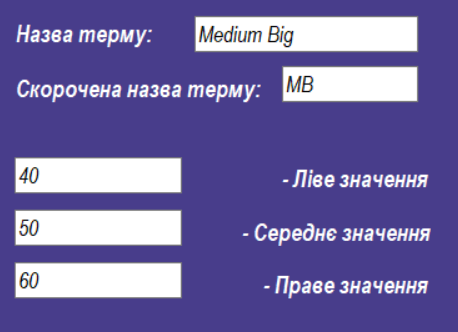 Назва терму: Medium Big
Скорочена назва терму: MB
40 - Ліве значення
50 - Середнє значення
60 - Праве значення